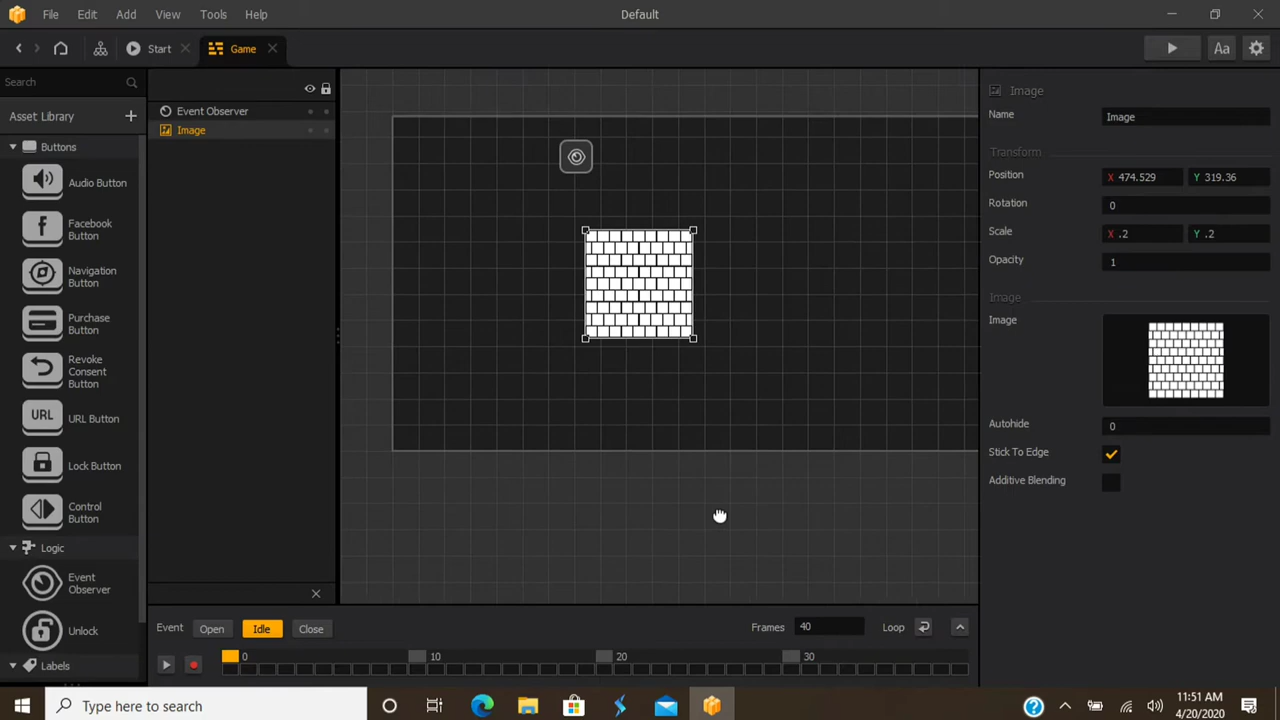 File Edit Add View Tools Help Default
Start Game Aa
Search
Asset Library
Buttons
Audio Button
Facebook
Button
Navigation
Button
Purchase
Button
Revoke
Consent
Button
URL URL Button
Lock Button
Control
Button
Logic
Event
Observer
Unlock
Labels
Event Observer
Image
Image
Name Image
Transform
Position X 474.529 Y 319.36
Rotation 0
Scale X .2 Y .2
Opacity 1
Image
Image
Autohide 0
Stick To Edge
Additive Blending
Event Open Idle Close Frames 40 Loop
0 10 20 30
Type here to search
11:51 AM
4/20/2020